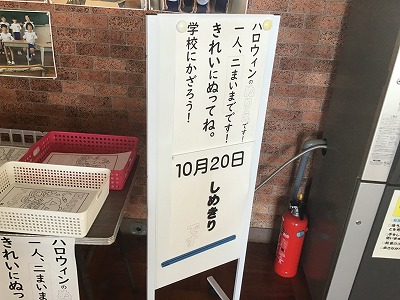 ハロウィンの
です!
一人、二まいまでです!
きれいにぬってね。
学校にかざろう!
10月20日
しめきり
です
ハロウィンの
一人、二まい
きれいにぬっ